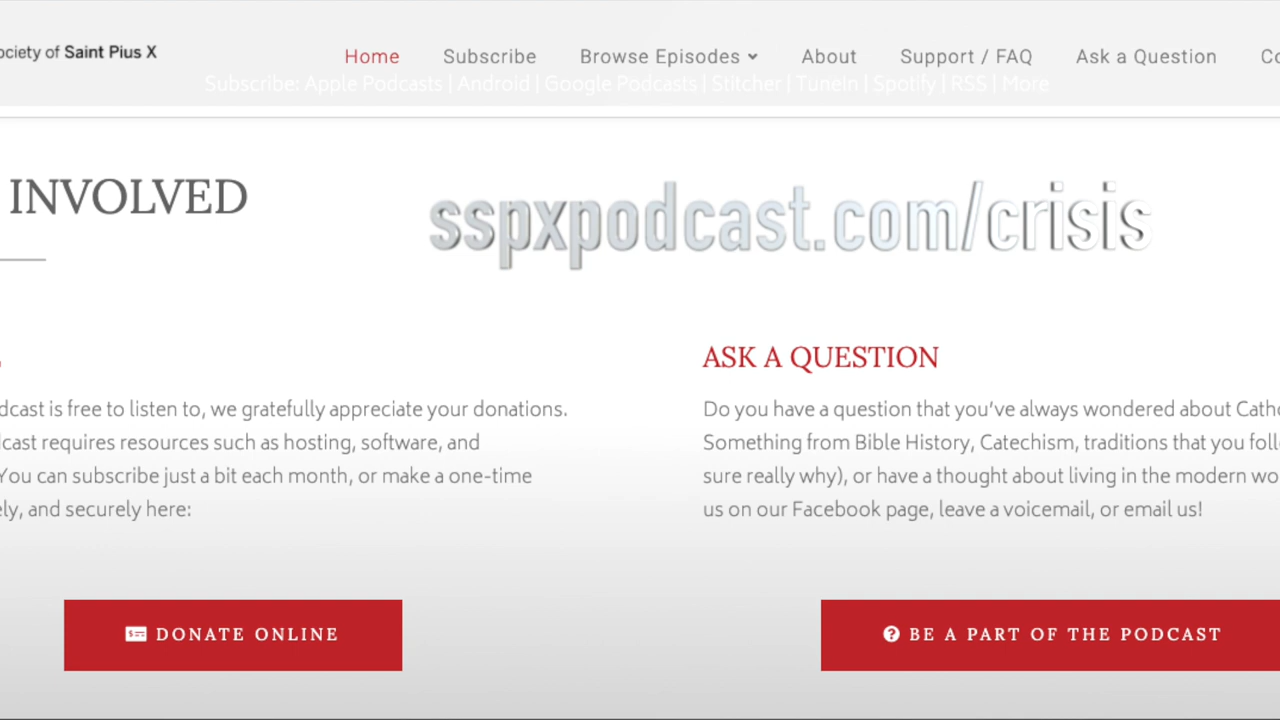 ociety of Saint Pius X
Home Subscribe Browse Episodes About Support / FAQ Ask a Question Co
Subscribe: Apple Podcasts | Android | Google Podcasts | Stitcher | TuneIn | Spotify | RSS | More
INVOLVED
sspxpodcast.com/crisis
dcast is free to listen to, we gratefully appreciate your donations.
dcast requires resources such as hosting, software, and
You can subscribe just a bit each month, or make a one-time
ely, and securely here:
DONATE ONLINE
ASK A QUESTION
Do you have a question that you've always wondered about Catho
Something from Bible History, Catechism, traditions that you foll
sure really why), or have a thought about living in the modern wo
us on our Facebook page, leave a voicemail, or email us!
BE A PART OF THE PODCAST